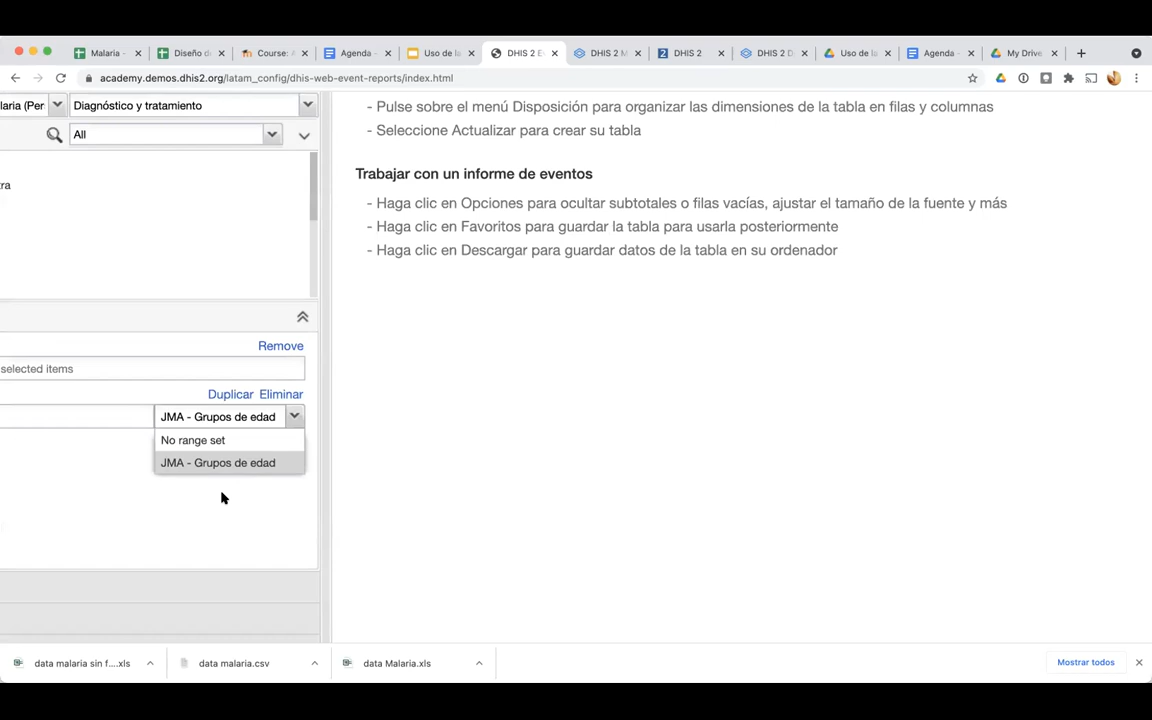 Malaria -
Diseño d
Course: A
Agenda -
Uso de la
DHIS 2 E
DHIS 2 M
DHIS 2
DHIS 2 D
Uso de la
Agenda -
My Drive
academy.demos.dhis2.org/latam_config/dhis-web-event-reports/index.html
laria (Per
Diagnóstico y tratamiento
All
tra
- Pulse sobre el menú Disposición para organizar las dimensiones de la tabla en filas y columnas
- Seleccione Actualizar para crear su tabla
Trabajar con un informe de eventos
- Haga clic en Opciones para ocultar subtotales o filas vacías, ajustar el tamaño de la fuente y más
- Haga clic en Favoritos para guardar la tabla para usarla posteriormente
- Haga clic en Descargar para guardar datos de la tabla en su ordenador
Remove
selected items
Duplicar Eliminar
JMA - Grupos de edad
No range set
JMA - Grupos de edad
data malaria sin f....xls
data malaria.csv
data Malaria.xls
Mostrar todos